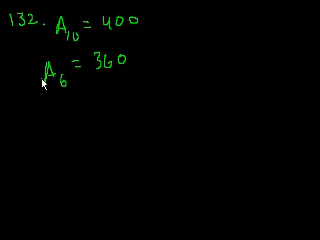 132. A₁₀ = 400
A₆ = 360